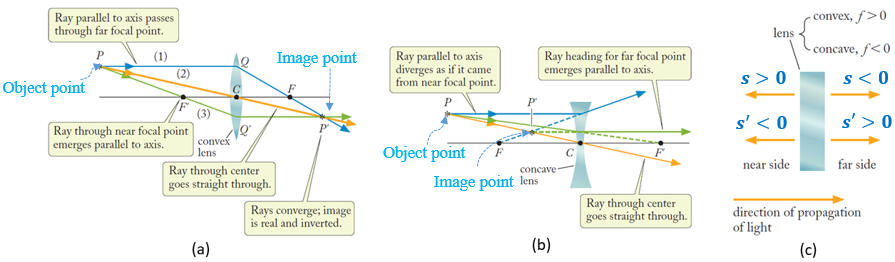 Ray parallel to axis passes
through far focal point.
(1)
P
Q
(2)
Image point
Object point
C
F
F'
(3)
P'
Ray through near focal point
emerges parallel to axis.
Q'
convex
lens
Ray through center
goes straight through.
Rays converge; image
is real and inverted.
(a)
Ray parallel to axis
diverges as if it came
from near focal point.
Ray heading for far focal point
emerges parallel to axis.
P
P'
Object point
F
C
F'
Image point
concave
lens
Ray through center
goes straight through.
(b)
convex, f > 0
lens
concave, f < 0
s > 0
s < 0
s' < 0
s' > 0
near side
far side
direction of propagation
of light
(c)